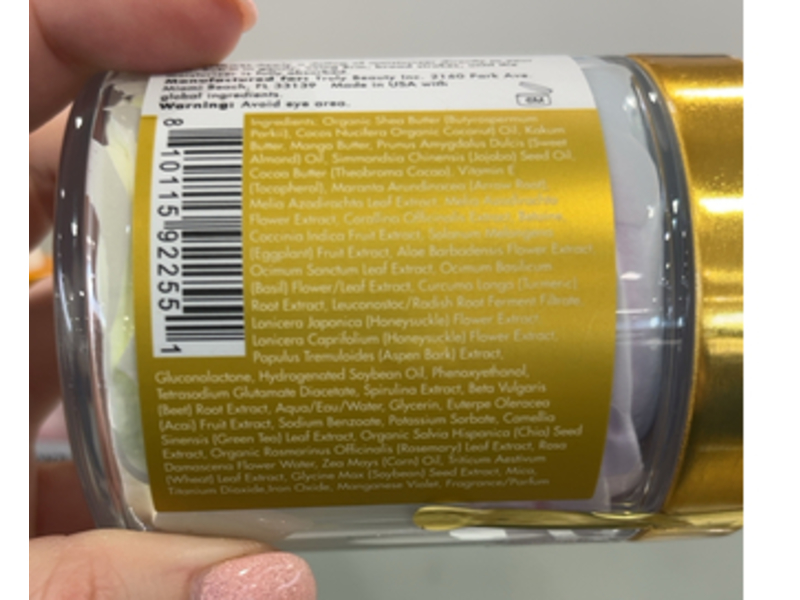 Manufactured for: Truly Beauty Inc. 2160 Park Ave.
Miami Beach, FL 33139 Made in USA with
global ingredients.
Warning: Avoid eye area.
6M
8 10115 92255 1
Ingredients: Organic Shea Butter (Butyrospermum
Parkii), Cocos Nucifera Organic Coconut) Oil, Kokum
Butter, Mango Butter, Prunus Amygdalus Dulcis (Sweet
Almond) Oil, Simmondsia Chinensis (Jojoba) Seed Oil,
Cocoa Butter (Theobroma Cacao), Vitamin E
(Tocopherol), Maranta Arundinacea (Arrow Root)
Melia Azadirachta Leaf Extract, Melia Azadirachta
Flower Extract, Corallina Officinalis Extract, Betaine,
Coccinia Indica Fruit Extract, Solanum Melongena
(Eggplant) Fruit Extract, Aloe Barbadensis Flower Extract
Ocimum Sanctum Leaf Extract, Ocimum Basilicum
(Basil) Flower/Leaf Extract, Curcuma Longa (Turmeric)
Root Extract, Leuconostoc/Radish Root Ferment Filtrate
Lonicera Japonica (Honeysuckle) Flower Extract
Lonicera Caprifolium (Honeysuckle) Flower Extract,
Populus Tremuloides (Aspen Bark) Extract,
Gluconolactone, Hydrogenated Soybean Oil, Phenoxyethanol,
Tetrasodium Glutamate Diacetate, Spirulina Extract, Beta Vulgaris
(Beet) Root Extract, Aqua/Eau/Water, Glycerin, Euterpe Oleracea
(Acai) Fruit Extract, Sodium Benzoate, Potassium Sorbate, Camellia
Sinensis (Green Tea) Leaf Extract, Organic Salvia Hispanica (Chia) Seed
Extract, Organic Rosmarinus Officinalis (Rosemary) Leaf Extract, Rosa
Damascena Flower Water, Zea Mays (Corn) Oil, Triticum Aestivum
(Wheat) Leaf Extract, Glycine Max (Soybean) Seed Extract, Mica,
Titanium Dioxide,Iron Oxide, Manganese Violet, Fragrance/Parfum